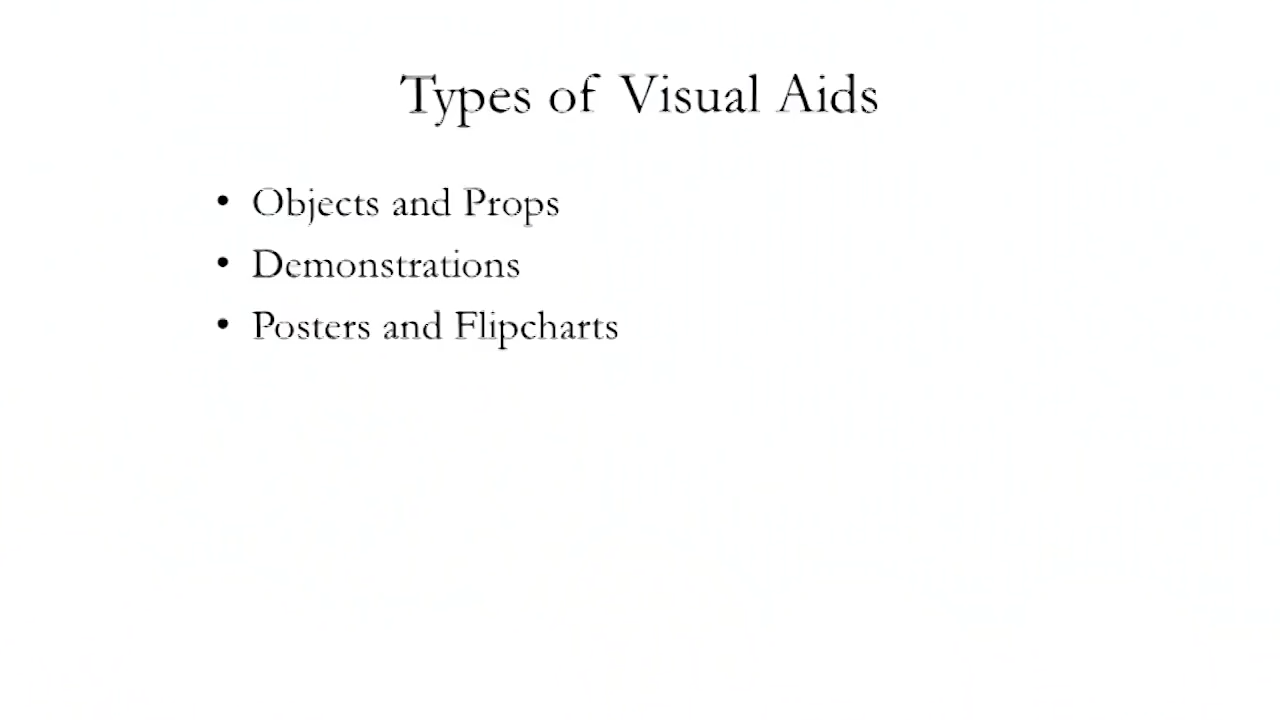 Types of Visual Aids
• Objects and Props
• Demonstrations
• Posters and Flipcharts